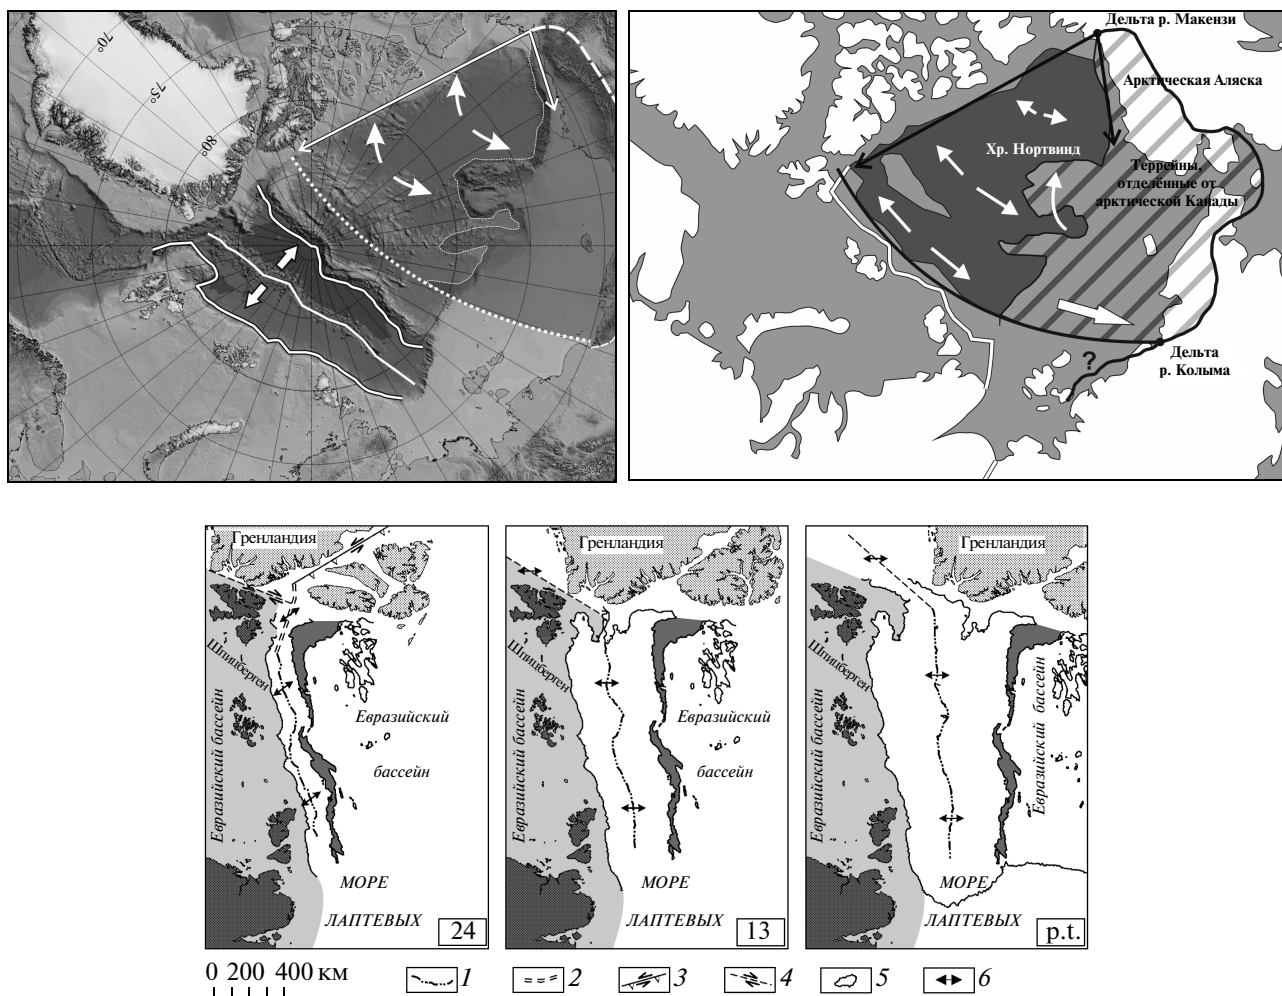 70°
75°
80°
Дельта р. Макензи
Арктическая Аляска
Хр. Нортвинд
Террейны,
отделённые от
арктической Канады
?
Дельта
р. Колыма
Гренландия
Шпицберген
Евразийский бассейн
Евразийский
бассейн
МОРЕ
ЛАПТЕВЫХ
24
Гренландия
Шпицберген
Евразийский бассейн
Евразийский
бассейн
МОРЕ
ЛАПТЕВЫХ
13
Гренландия
Шпицберген
Евразийский бассейн
Евразийский бассейн
МОРЕ
ЛАПТЕВЫХ
p.t.
0 200 400 км
1 2 3 4 5 6